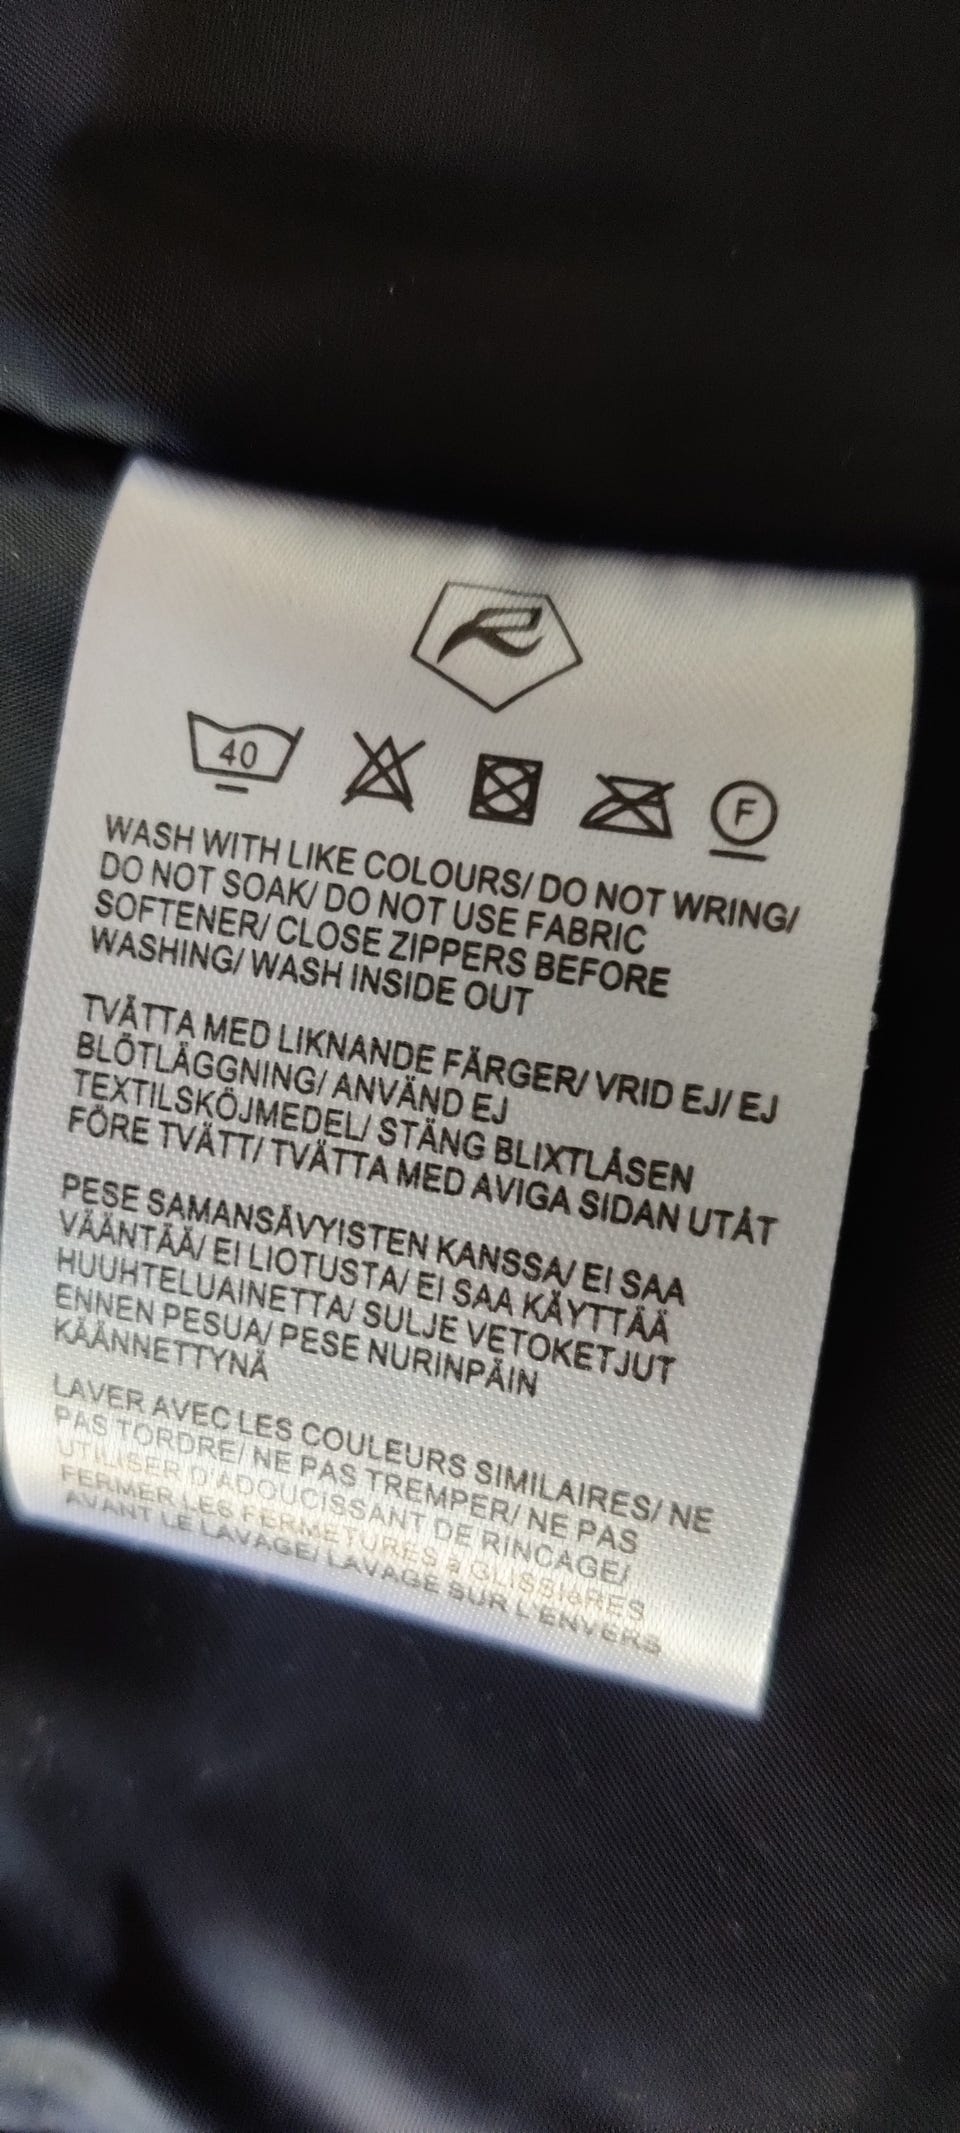 40
F
WASH WITH LIKE COLOURS/ DO NOT WRING/
DO NOT SOAK/ DO NOT USE FABRIC
SOFTENER/ CLOSE ZIPPERS BEFORE
WASHING/ WASH INSIDE OUT
TVÄTTA MED LIKNANDE FÄRGER/ VRID EJ/ EJ
BLÖTLÄGGNING/ ANVÄND EJ
TEXTILSKÖJMEDEL/ STÄNG BLIXTLÅSEN
FÖRE TVÄTT/ TVÄTTA MED AVIGA SIDAN UTÅT
PESE SAMANSÄVYISTEN KANSSA/ EI SAA
VÄÄNTÄÄ/ EI LIOTUSTA/ EI SAA KÄYTTÄÄ
HUUHTELUAINETTA/ SULJE VETOKETJUT
ENNEN PESUA/ PESE NURINPÄIN
KÄÄNNETTYNÄ
LAVER AVEC LES COULEURS SIMILAIRES/ NE
PAS TORDRE/ NE PAS TREMPER/ NE PAS
UTILISER D'ADOUCISSANT DE RINCAGE/
FERMER LES FERMETURES a GLISSIèRES
AVANT LE LAVAGE/ LAVAGE SUR L'ENVERS